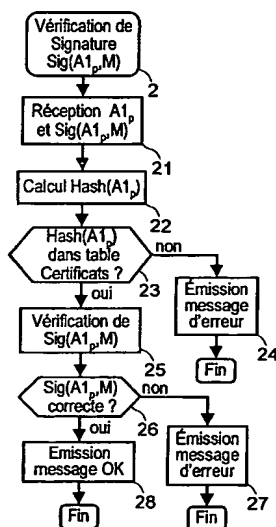 Vérification de
Signature
Sig(A1p,M)
2
Réception A1p
et Sig(A1p,M)
21
Calcul Hash(A1p)
22
Hash(A1p)
dans table
Certificats ?
non
23
oui
Émission
message
d'erreur
24
Fin
Vérification de
Sig(A1p,M)
25
Sig(A1p,M)
correcte ?
non
26
oui
Emission
message OK
28
Fin
Émission
message
d'erreur
27
Fin